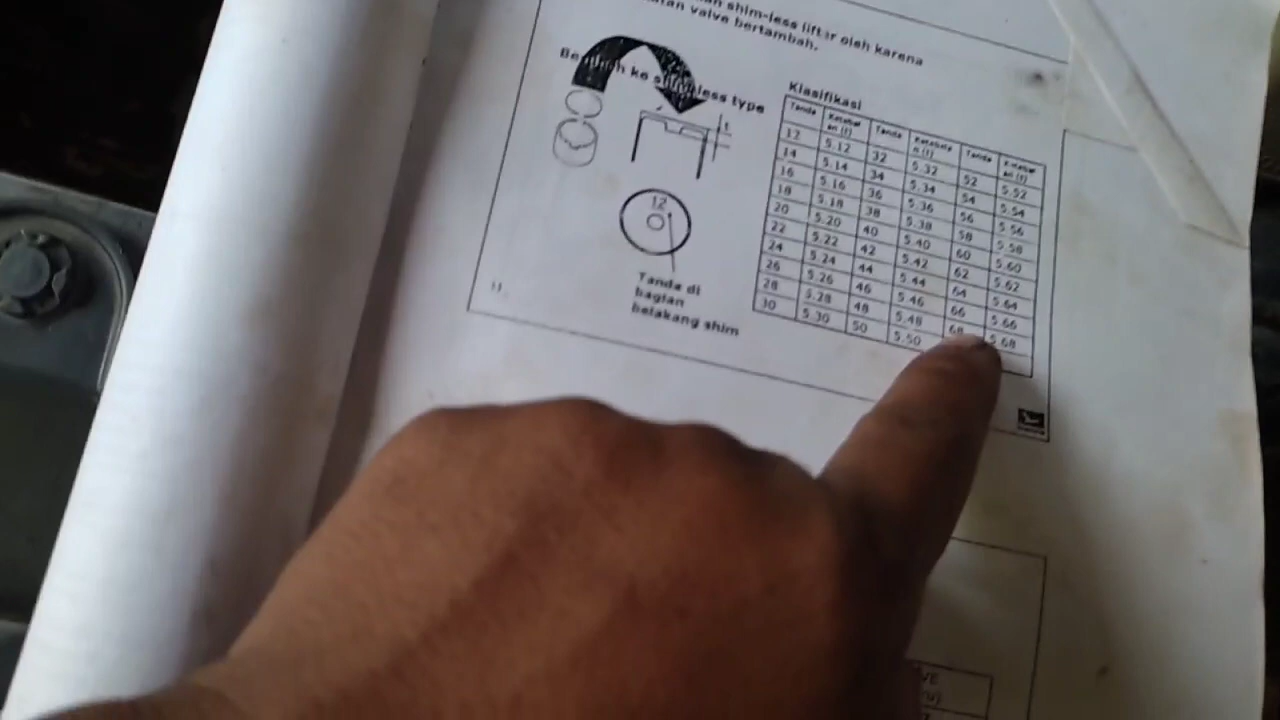 shim-less lifter oleh karena
valve bertambah.
ke shim-less type
t
12
Tanda di
bagian
belakang shim
11
Klasifikasi
Tanda Ketebalan (t) Tanda Ketebalan (t) Tanda Ketebalan (t)
12 5.12 32 5.32 52 5.52
14 5.14 34 5.34 54 5.54
16 5.16 36 5.36 56 5.56
18 5.18 38 5.38 58 5.58
20 5.20 40 5.40 60 5.60
22 5.22 42 5.42 62 5.62
24 5.24 44 5.44 64 5.64
26 5.26 46 5.46 66 5.66
28 5.28 48 5.48 68 5.68
30 5.30 50 5.50